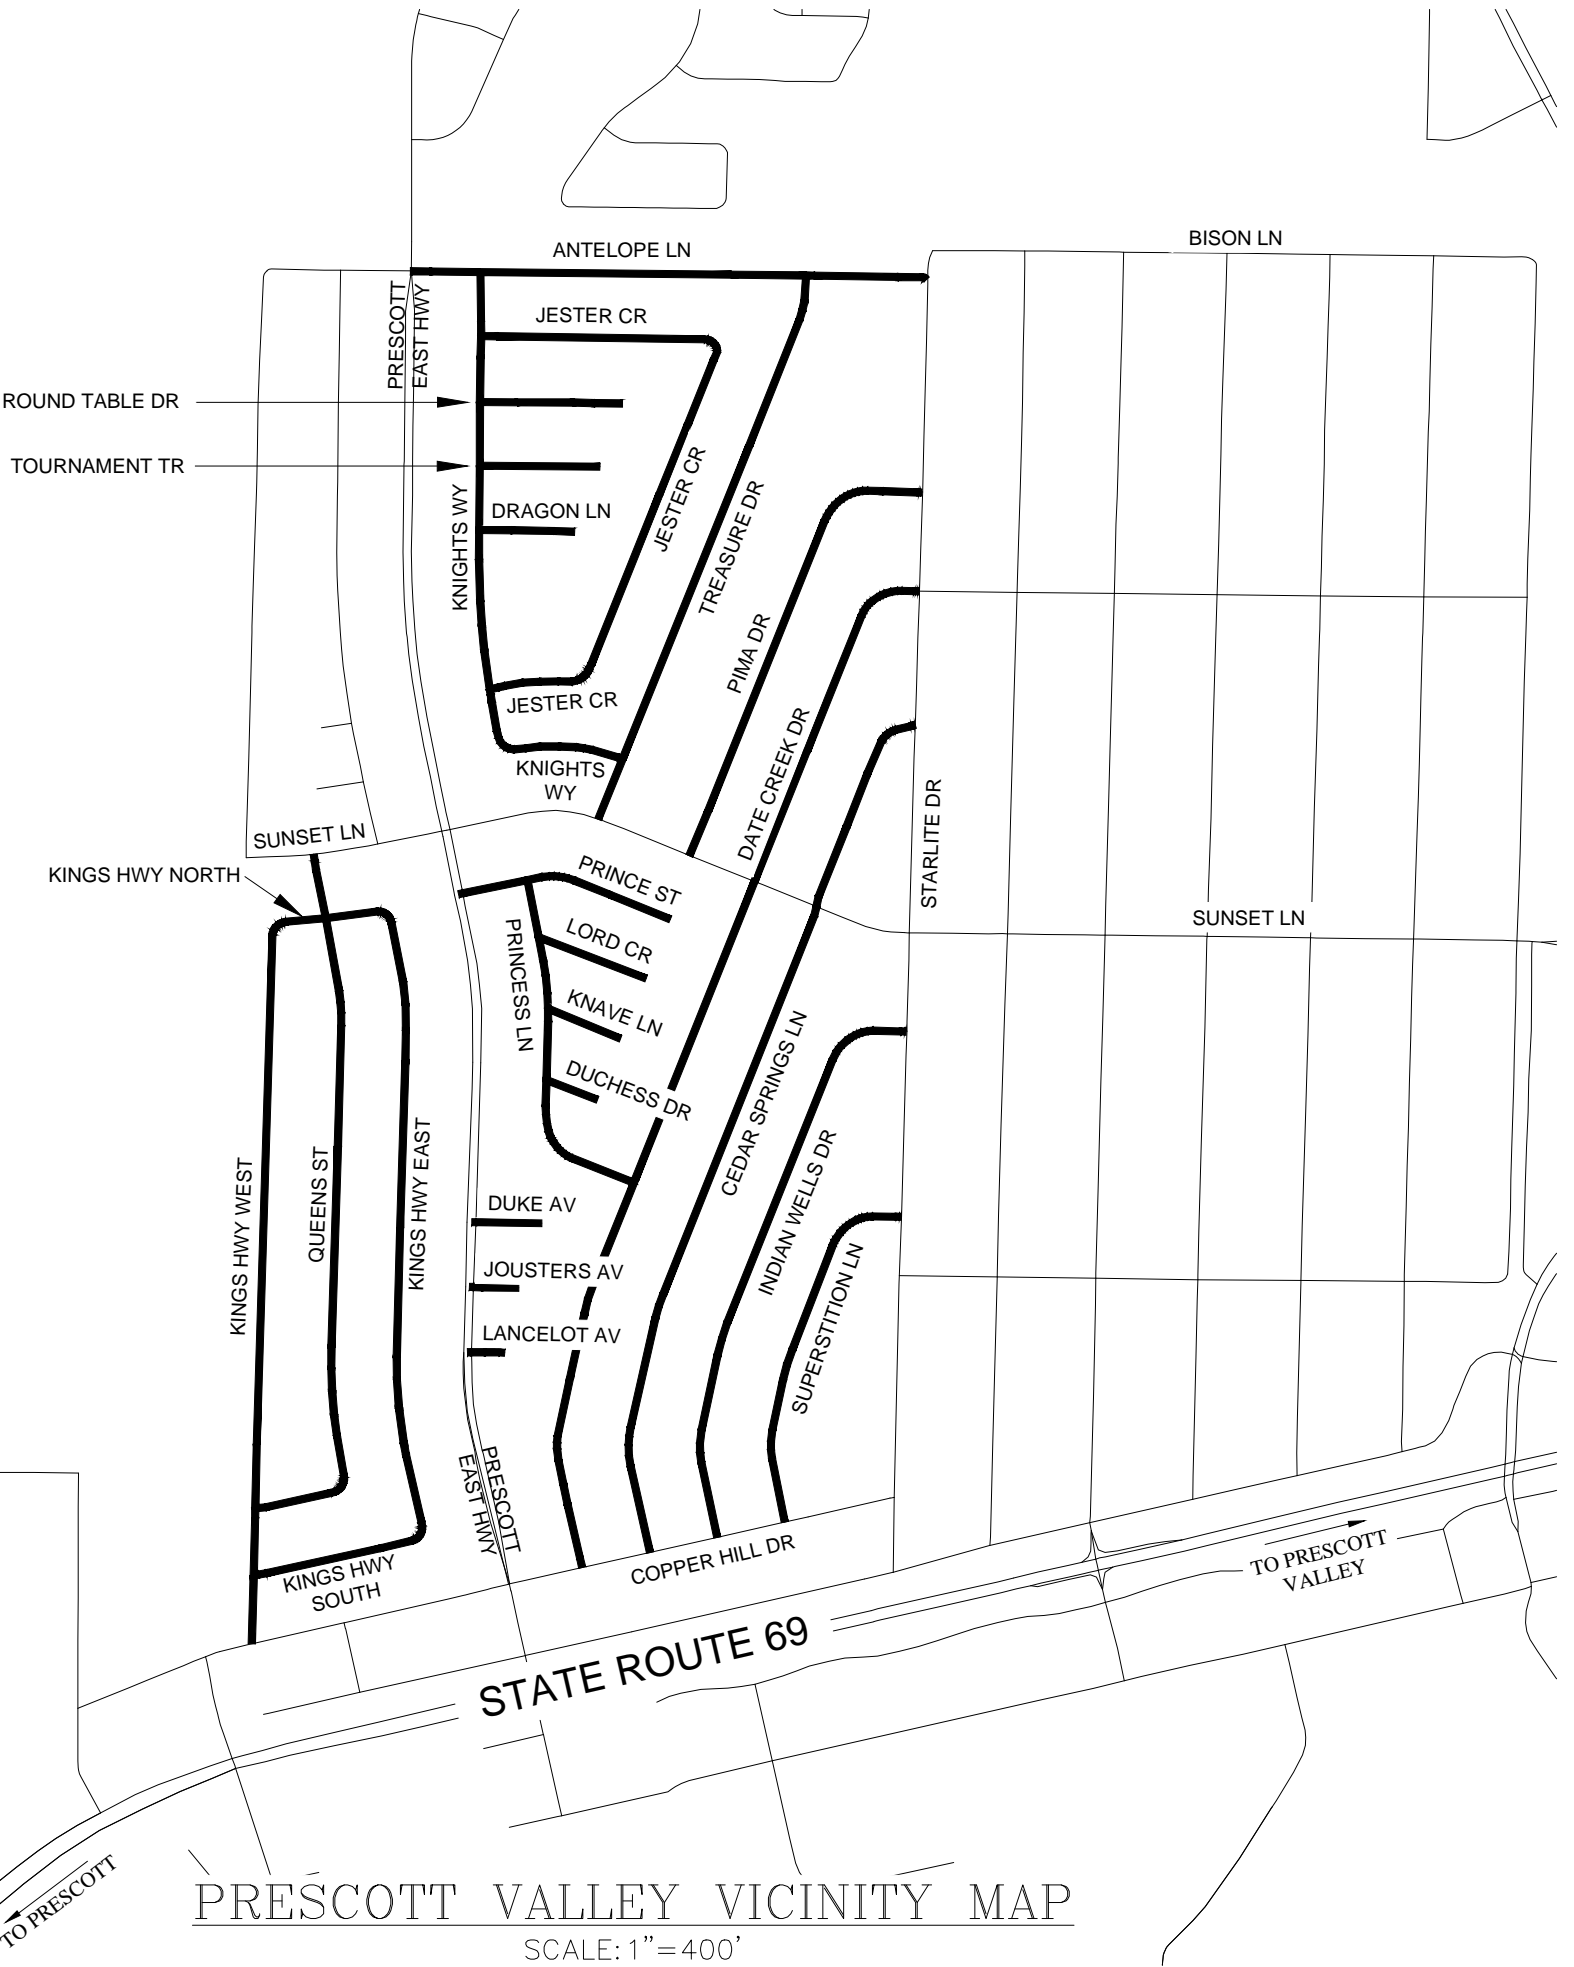 BISON LN
ANTELOPE LN
PRESCOTT
EAST HWY
JESTER CR
ROUND TABLE DR
TOURNAMENT TR
KNIGHTS WY
DRAGON LN
JESTER CR
TREASURE DR
PIMA DR
JESTER CR
KNIGHTS
WY
DATE CREEK DR
STARLITE DR
SUNSET LN
KINGS HWY NORTH
PRINCE ST
SUNSET LN
LORD CR
PRINCESS LN
KNAVE LN
DUCHESS DR
CEDAR SPRINGS LN
INDIAN WELLS DR
KINGS HWY WEST
QUEENS ST
KINGS HWY EAST
DUKE AV
JOUSTERS AV
SUPERSTITION LN
LANCELOT AV
PRESCOTT
EAST HWY
COPPER HILL DR
KINGS HWY
SOUTH
TO PRESCOTT
VALLEY
STATE ROUTE 69
TO PRESCOTT
PRESCOTT VALLEY VICINITY MAP
SCALE: 1"=400'